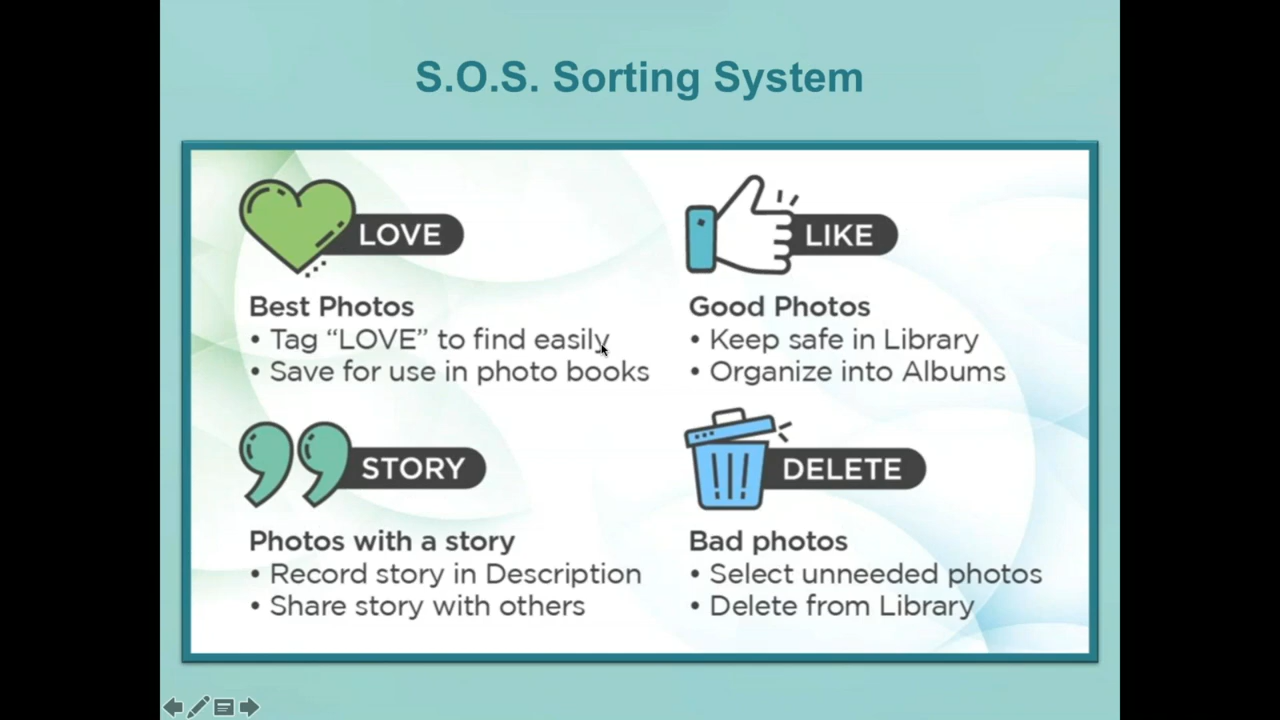 S.O.S. Sorting System
LOVE
Best Photos
• Tag “LOVE” to find easily
• Save for use in photo books
LIKE
Good Photos
• Keep safe in Library
• Organize into Albums
STORY
Photos with a story
• Record story in Description
• Share story with others
DELETE
Bad photos
• Select unneeded photos
• Delete from Library